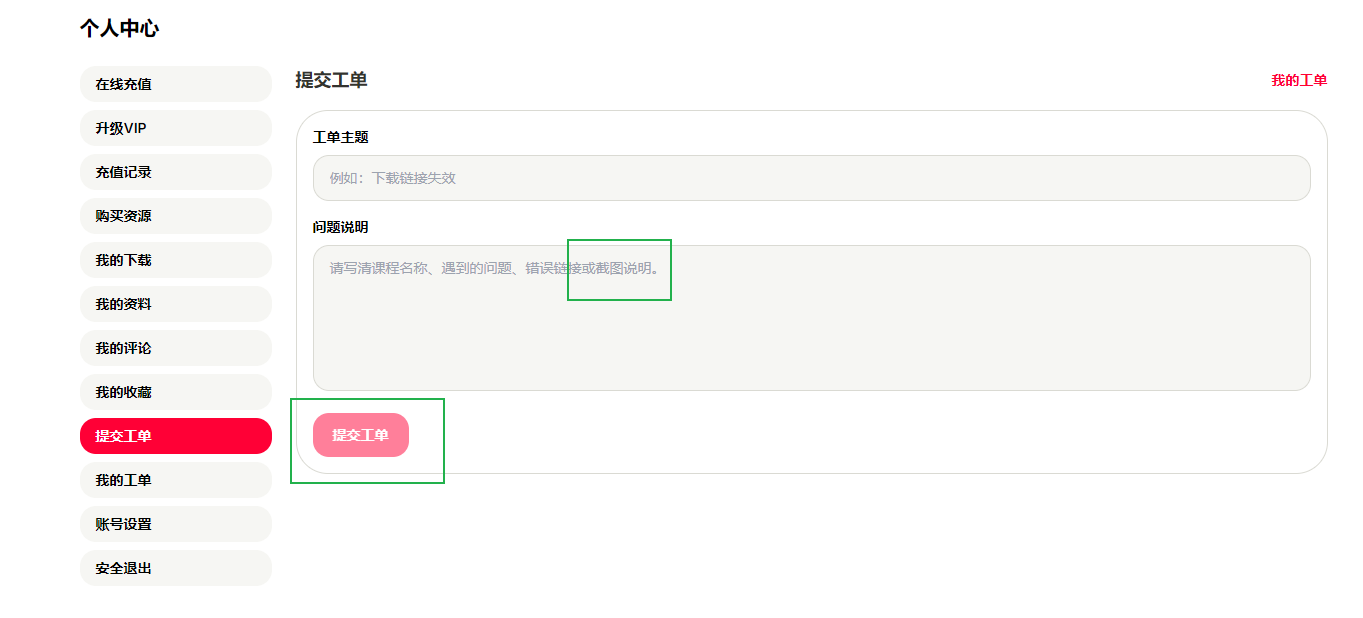 个人中心
在线充值
升级VIP
充值记录
购买资源
我的下载
我的资料
我的评论
我的收藏
提交工单
我的工单
账号设置
安全退出
提交工单
我的工单
工单主题
例如：下载链接失效
问题说明
请写清课程名称、遇到的问题、错误链接或截图说明。
提交工单